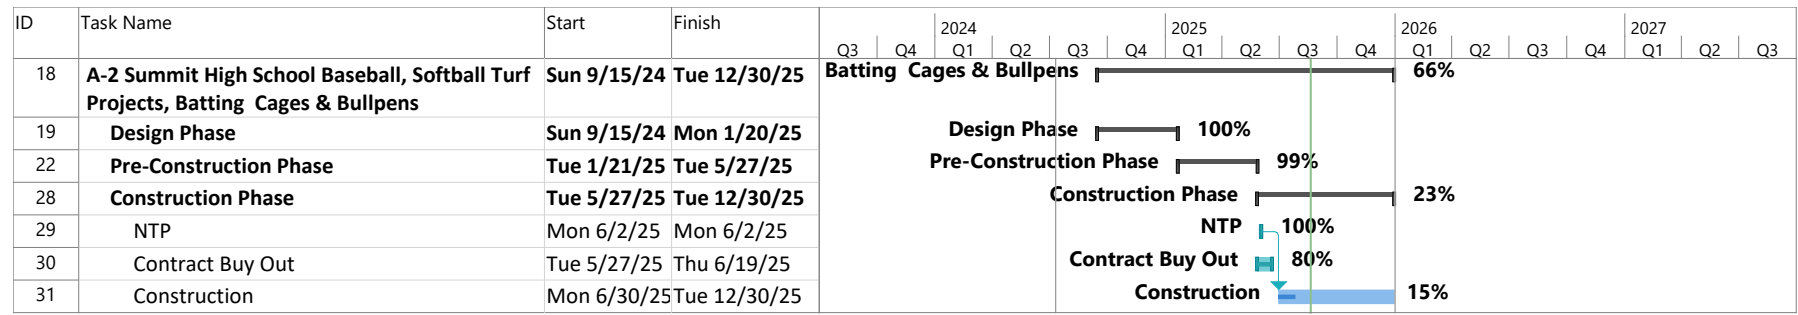 ID Task Name Start Finish 2024 2025 2026 2027
Q3 Q4 Q1 Q2 Q3 Q4 Q1 Q2 Q3 Q4 Q1 Q2 Q3 Q4 Q1 Q2 Q3
18 A-2 Summit High School Baseball, Softball Turf Sun 9/15/24 Tue 12/30/25 Batting Cages & Bullpens 66%
Projects, Batting Cages & Bullpens
19 Design Phase Sun 9/15/24 Mon 1/20/25 Design Phase 100%
22 Pre-Construction Phase Tue 1/21/25 Tue 5/27/25 Pre-Construction Phase 99%
28 Construction Phase Tue 5/27/25 Tue 12/30/25 Construction Phase 23%
29 NTP Mon 6/2/25 Mon 6/2/25 NTP 100%
30 Contract Buy Out Tue 5/27/25 Thu 6/19/25 Contract Buy Out 80%
31 Construction Mon 6/30/25 Tue 12/30/25 Construction 15%